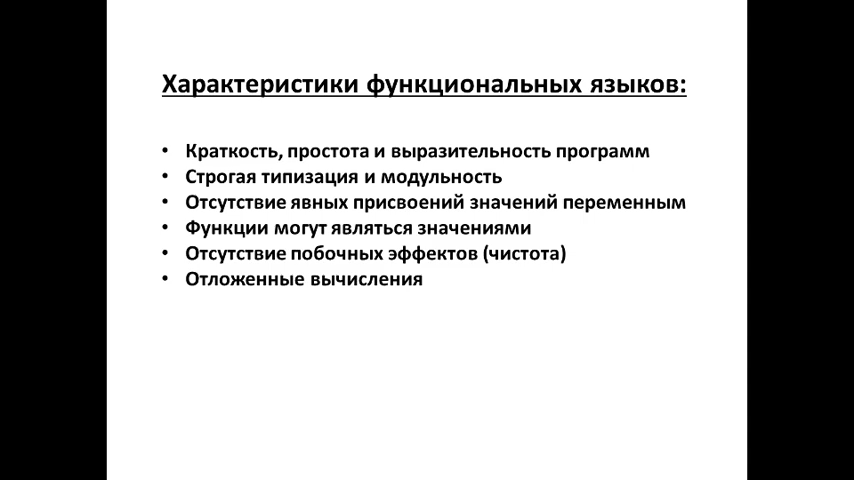 Характеристики функциональных языков:
• Краткость, простота и выразительность программ
• Строгая типизация и модульность
• Отсутствие явных присвоений значений переменным
• Функции могут являться значениями
• Отсутствие побочных эффектов (чистота)
• Отложенные вычисления